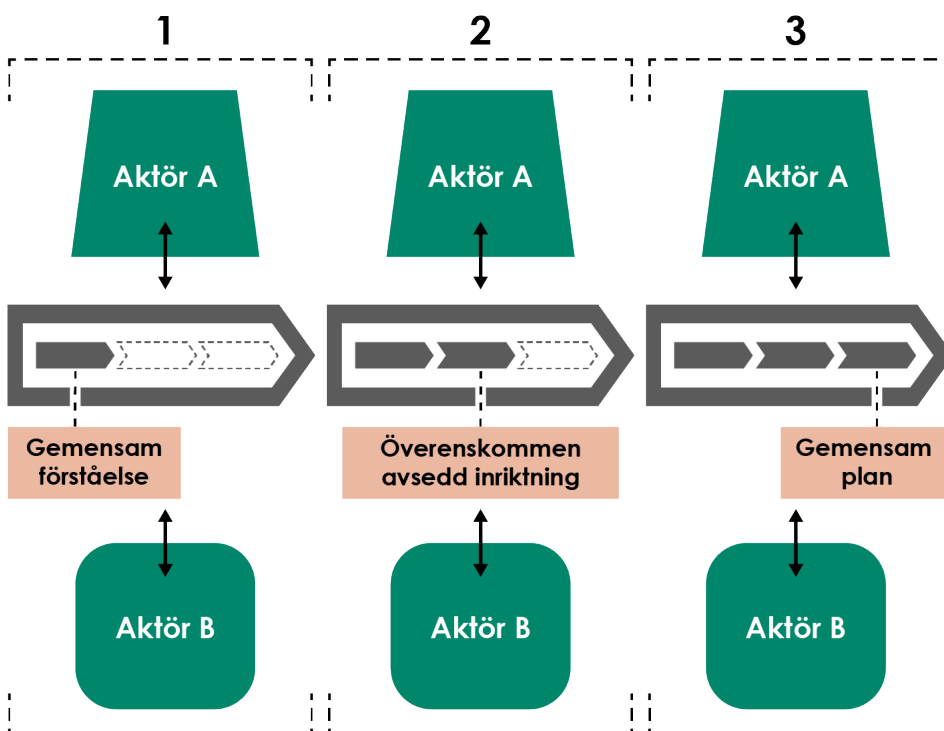 1
2
3
Aktör A
Aktör A
Aktör A
Gemensam
förståelse
Överenskommen
avsedd inriktning
Gemensam
plan
Aktör B
Aktör B
Aktör B